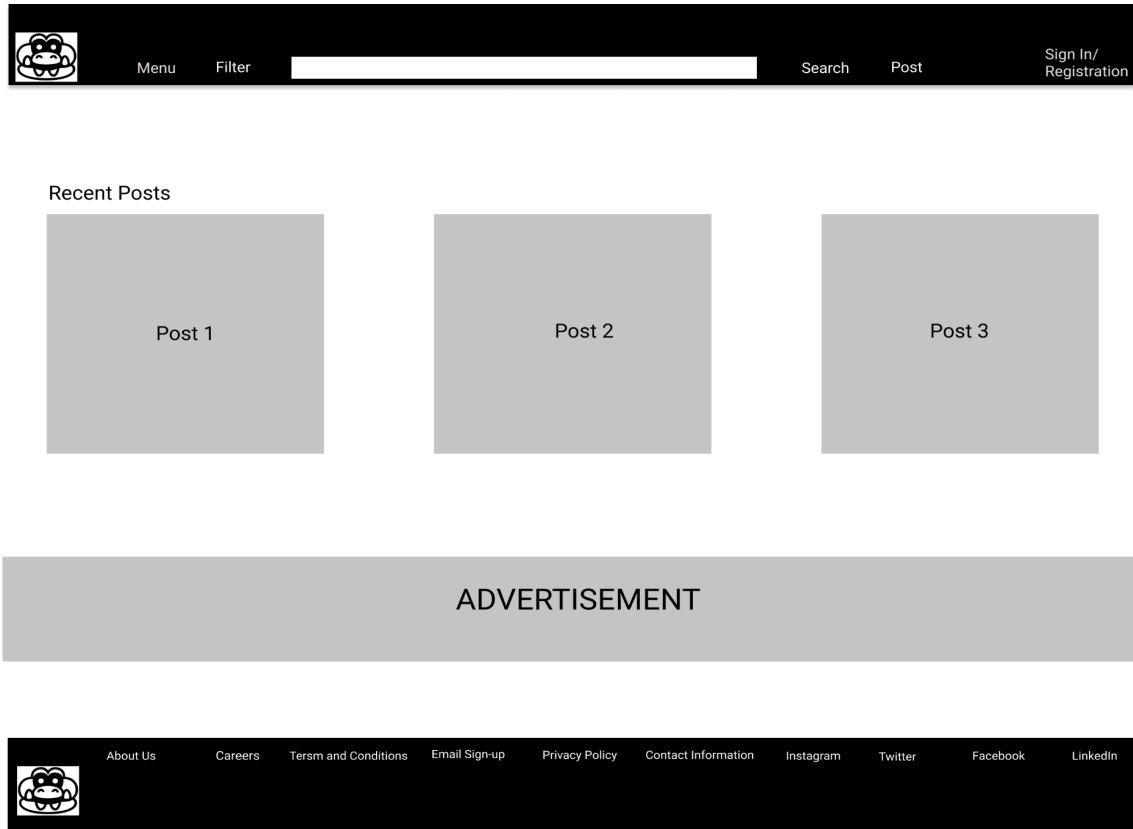 Menu Filter Search Post Sign In/
Registration
Recent Posts
Post 1 Post 2 Post 3
ADVERTISEMENT
About Us Careers Tersm and Conditions Email Sign-up Privacy Policy Contact Information Instagram Twitter Facebook LinkedIn